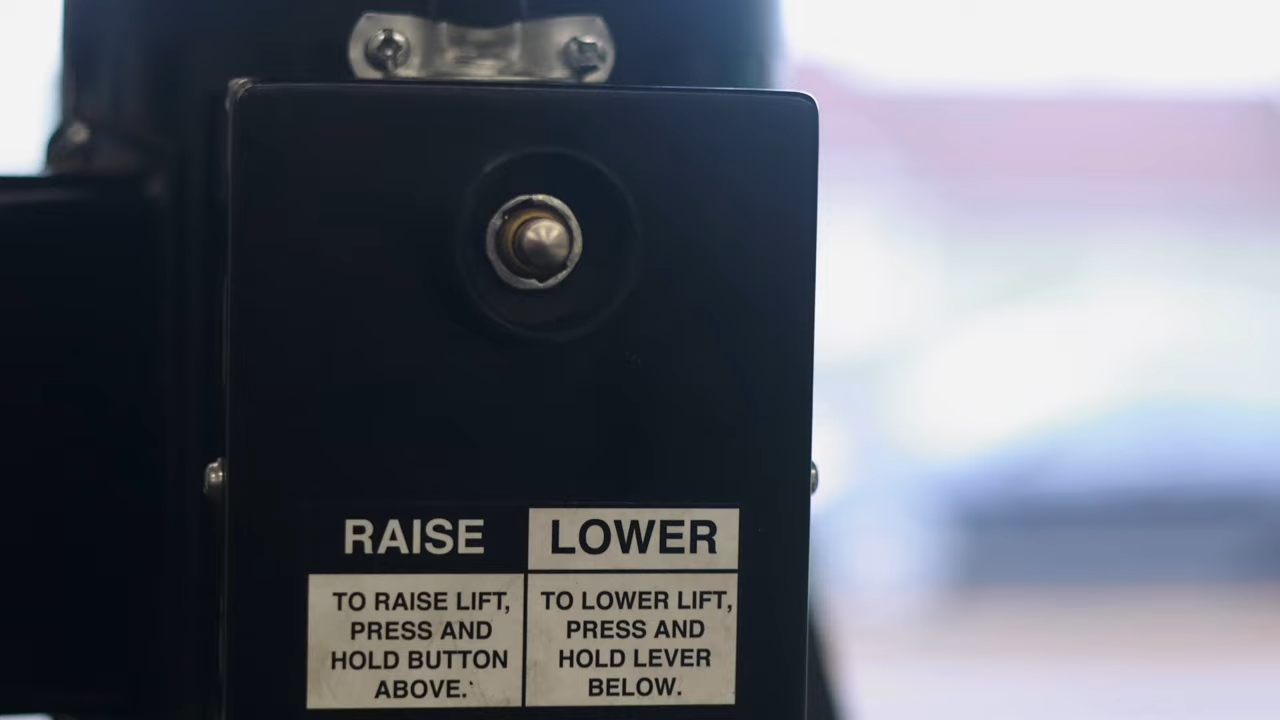 RAISE
TO RAISE LIFT,
PRESS AND
HOLD BUTTON
ABOVE.
LOWER
TO LOWER LIFT,
PRESS AND
HOLD LEVER
BELOW.